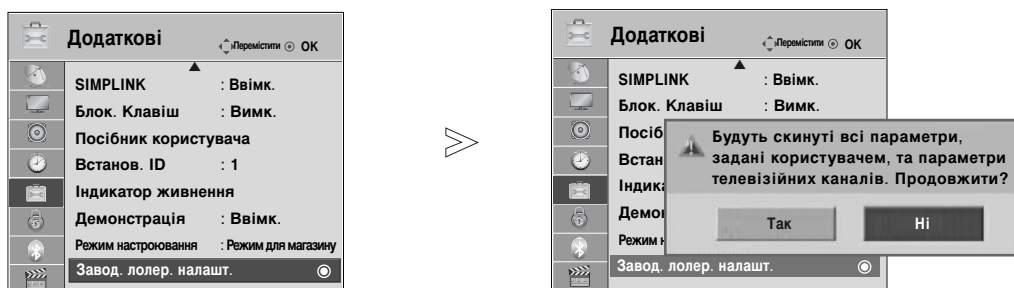 Додаткові
Перемістити OK
SIMPLINK : Ввімк.
Блок. Клавіш : Вимк.
Посібник користувача
Встанов. ID : 1
Індикатор живнення
Демонстрація : Ввімк.
Режим настроювання : Режим для магазину
Завод. лолер. налашт.
Додаткові
Перемістити OK
SIMPLINK : Ввімк.
Блок. Клавіш : Вимк.
Посіб
Встан
Індика
Демо
Режим
Завод. лолер. налашт.
Будуть скинуті всі параметри,
задані користувачем, та параметри
телевізійних каналів. Продовжити?
Так Ні